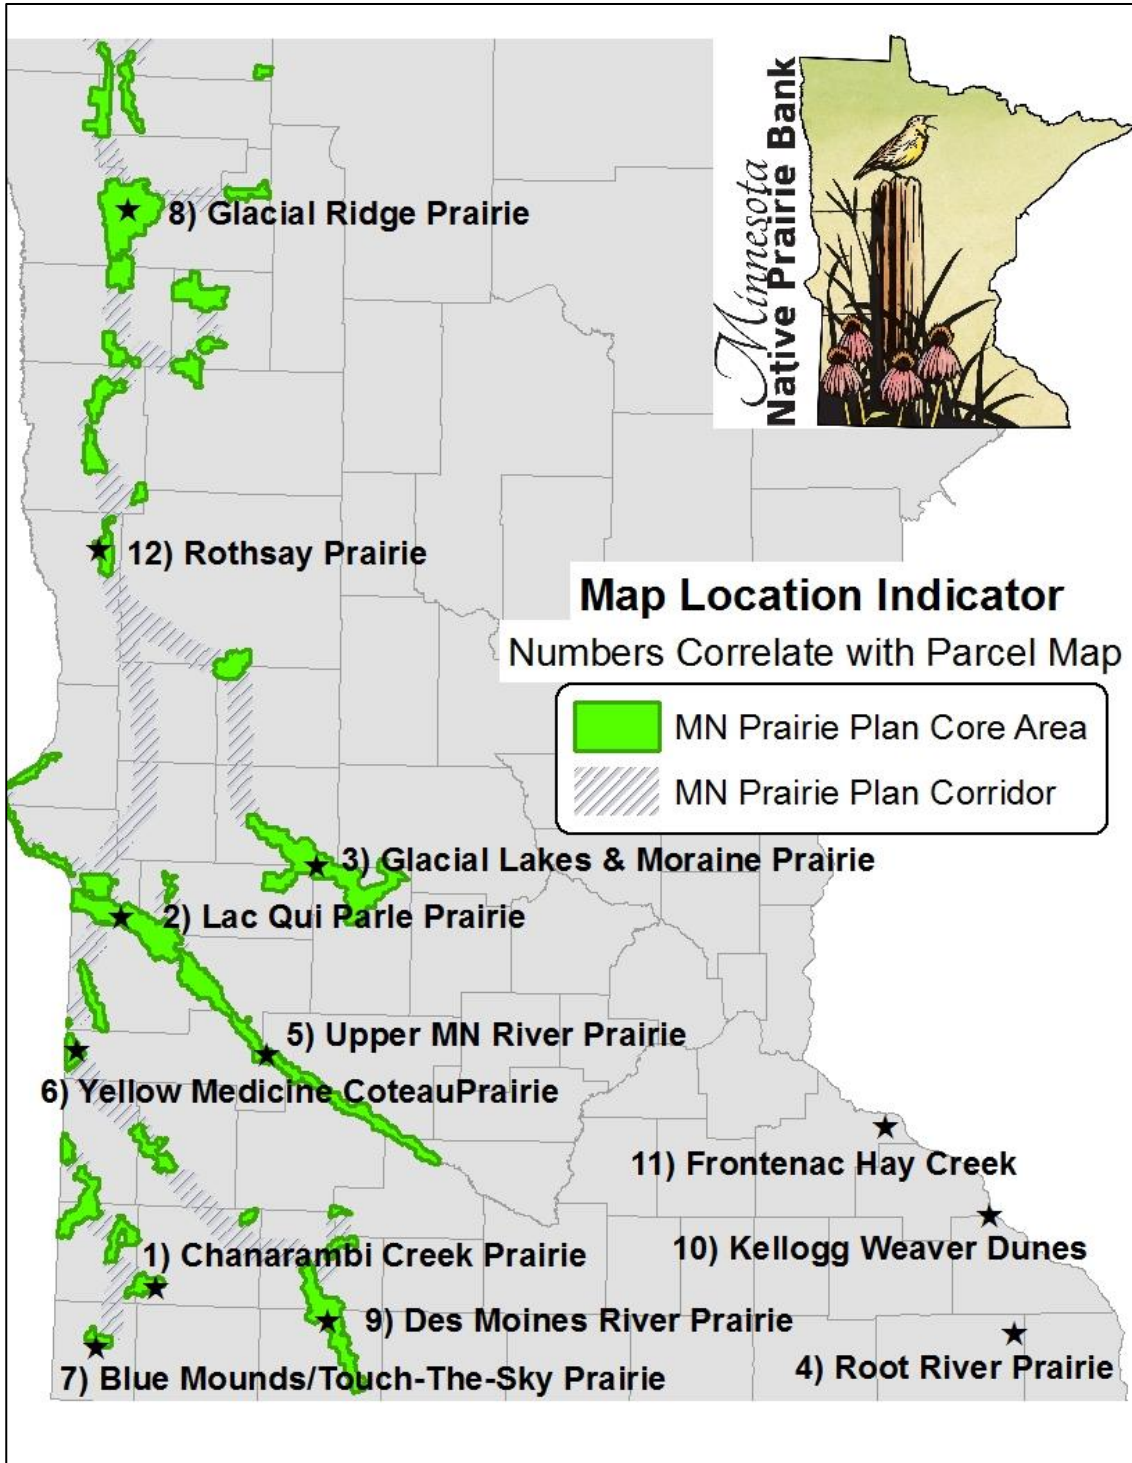 Minnesota
Native Prairie Bank
8) Glacial Ridge Prairie
12) Rothsay Prairie
Map Location Indicator
Numbers Correlate with Parcel Map
MN Prairie Plan Core Area
MN Prairie Plan Corridor
3) Glacial Lakes & Moraine Prairie
2) Lac Qui Parle Prairie
5) Upper MN River Prairie
6) Yellow Medicine CoteauPrairie
11) Frontenac Hay Creek
10) Kellogg Weaver Dunes
1) Chanarambi Creek Prairie
9) Des Moines River Prairie
4) Root River Prairie
7) Blue Mounds/Touch-The-Sky Prairie